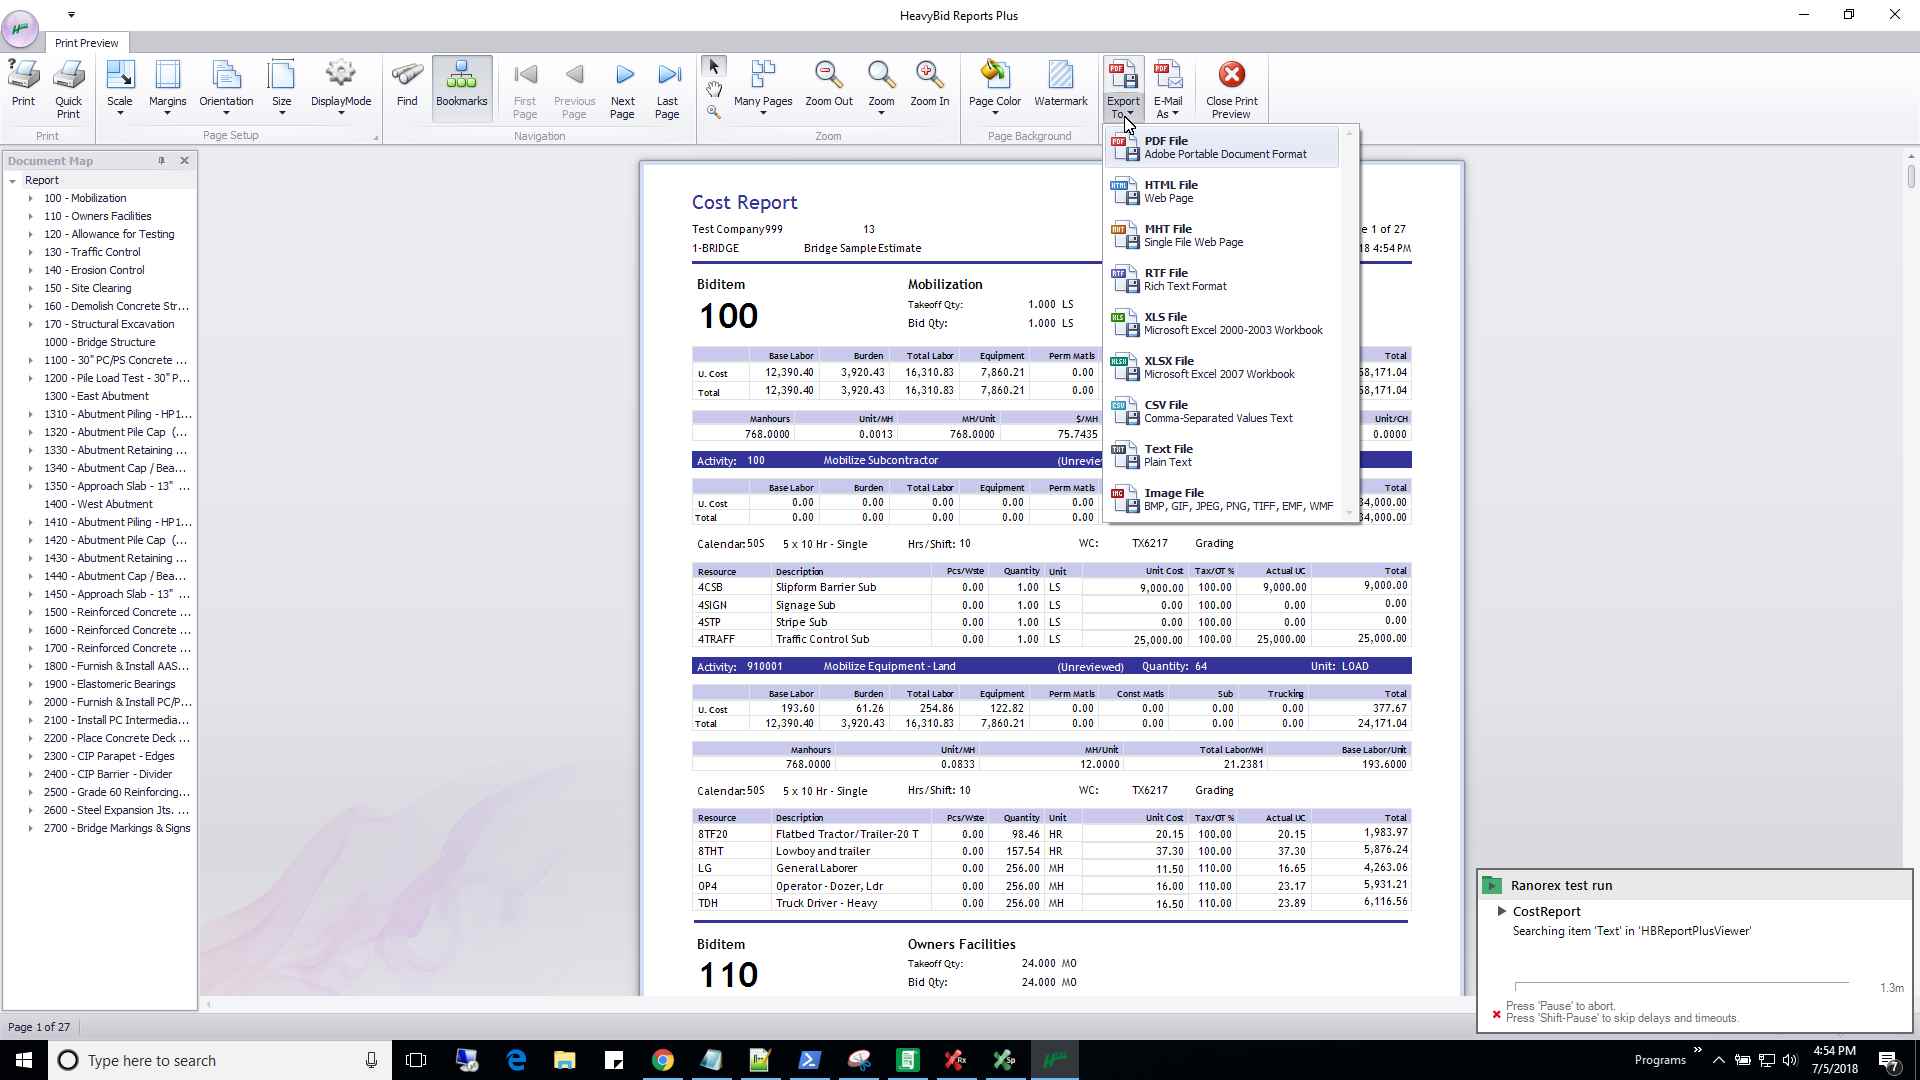 HeavyBid Reports Plus
Print Preview
Print
Quick Print
Scale
Margins
Orientation
Size
DisplayMode
Find
Bookmarks
First Page
Previous Page
Next Page
Last Page
Many Pages
Zoom Out
Zoom
Zoom In
Page Color
Watermark
Export To
E-Mail As
Close Print Preview
Print
Page Setup
Navigation
Zoom
Page Background
Document Map
Report
100 - Mobilization
110 - Owners Facilities
120 - Allowance for Testing
130 - Traffic Control
140 - Erosion Control
150 - Site Clearing
160 - Demolish Concrete Str...
170 - Structural Excavation
1000 - Bridge Structure
1100 - 30" PC/PS Concrete ...
1200 - Pile Load Test - 30" P...
1300 - East Abutment
1310 - Abutment Piling - HP1...
1320 - Abutment Pile Cap (...
1330 - Abutment Retaining ...
1340 - Abutment Cap / Bea...
1350 - Approach Slab - 13" ...
1400 - West Abutment
1410 - Abutment Piling - HP1...
1420 - Abutment Pile Cap (...
1430 - Abutment Retaining ...
1440 - Abutment Cap / Bea...
1450 - Approach Slab - 13" ...
1500 - Reinforced Concrete ...
1600 - Reinforced Concrete ...
1700 - Reinforced Concrete ...
1800 - Furnish & Install AAS...
1900 - Elastomeric Bearings
2000 - Furnish & Install PC/P...
2100 - Install PC Intermedia...
2200 - Place Concrete Deck ...
2300 - CIP Parapet - Edges
2400 - CIP Barrier - Divider
2500 - Grade 60 Reinforcing...
2600 - Steel Expansion Jts. ...
2700 - Bridge Markings & Signs
Cost Report
Test Company999 13 e 1 of 27
1-BRIDGE Bridge Sample Estimate 18 4:54 PM
Biditem Mobilization
100
Takeoff Qty: 1.000 LS
Bid Qty: 1.000 LS
Base Labor Burden Total Labor Equipment Perm Matls Total
U. Cost 12,390.40 3,920.43 16,310.83 7,860.21 0.00 58,171.04
Total 12,390.40 3,920.43 16,310.83 7,860.21 0.00 58,171.04
Manhours Unit/MH MH/Unit $/MH Unit/CH
768.0000 0.0013 768.0000 75.7435 0.0000
Activity: 100 Mobilize Subcontractor (Unreview
Base Labor Burden Total Labor Equipment Perm Matls Total
U. Cost 0.00 0.00 0.00 0.00 0.00 34,000.00
Total 0.00 0.00 0.00 0.00 0.00 34,000.00
Calendar: 50S 5 x 10 Hr - Single Hrs/Shift: 10 WC: TX6217 Grading
Resource Description Pcs/Wste Quantity Unit Unit Cost Tax/OT % Actual UC Total
4CSB Slipform Barrier Sub 0.00 1.00 LS 9,000.00 100.00 9,000.00 9,000.00
4SIGN Signage Sub 0.00 1.00 LS 0.00 100.00 0.00 0.00
4STP Stripe Sub 0.00 1.00 LS 0.00 100.00 0.00 0.00
4TRAFF Traffic Control Sub 0.00 1.00 LS 25,000.00 100.00 25,000.00 25,000.00
Activity: 910001 Mobilize Equipment - Land (Unreviewed) Quantity: 64 Unit: LOAD
Base Labor Burden Total Labor Equipment Perm Matls Const Matls Sub Trucking Total
U. Cost 193.60 61.26 254.86 122.82 0.00 0.00 0.00 0.00 377.67
Total 12,390.40 3,920.43 16,310.83 7,860.21 0.00 0.00 0.00 0.00 24,171.04
Manhours Unit/MH MH/Unit Total Labor/MH Base Labor/Unit
768.0000 0.0833 12.0000 21.2381 193.6000
Calendar: 50S 5 x 10 Hr - Single Hrs/Shift: 10 WC: TX6217 Grading
Resource Description Pcs/Wste Quantity Unit Unit Cost Tax/OT % Actual UC Total
8TF20 Flatbed Tractor/Trailer-20 T 0.00 98.46 HR 20.15 100.00 20.15 1,983.97
8THT Lowboy and trailer 0.00 157.54 HR 37.30 100.00 37.30 5,876.24
LG General Laborer 0.00 256.00 MH 11.50 110.00 16.65 4,263.06
OP4 Operator - Dozer, Ldr 0.00 256.00 MH 16.00 110.00 23.17 5,931.21
TDH Truck Driver - Heavy 0.00 256.00 MH 16.50 110.00 23.89 6,116.56
Biditem Owners Facilities
110
Takeoff Qty: 24.000 MO
Bid Qty: 24.000 MO
PDF File
Adobe Portable Document Format
HTML File
Web Page
MHT File
Single File Web Page
RTF File
Rich Text Format
XLS File
Microsoft Excel 2000-2003 Workbook
XLSX File
Microsoft Excel 2007 Workbook
CSV File
Comma-Separated Values Text
Text File
Plain Text
Image File
BMP, GIF, JPEG, PNG, TIFF, EMF, WMF
Ranorex test run
CostReport
Searching item 'Text' in 'HBReportPlusViewer'
1.3m
Press 'Pause' to abort.
Press 'Shift-Pause' to skip delays and timeouts.
Page 1 of 27
Type here to search
Programs
4:54 PM
7/5/2018
7